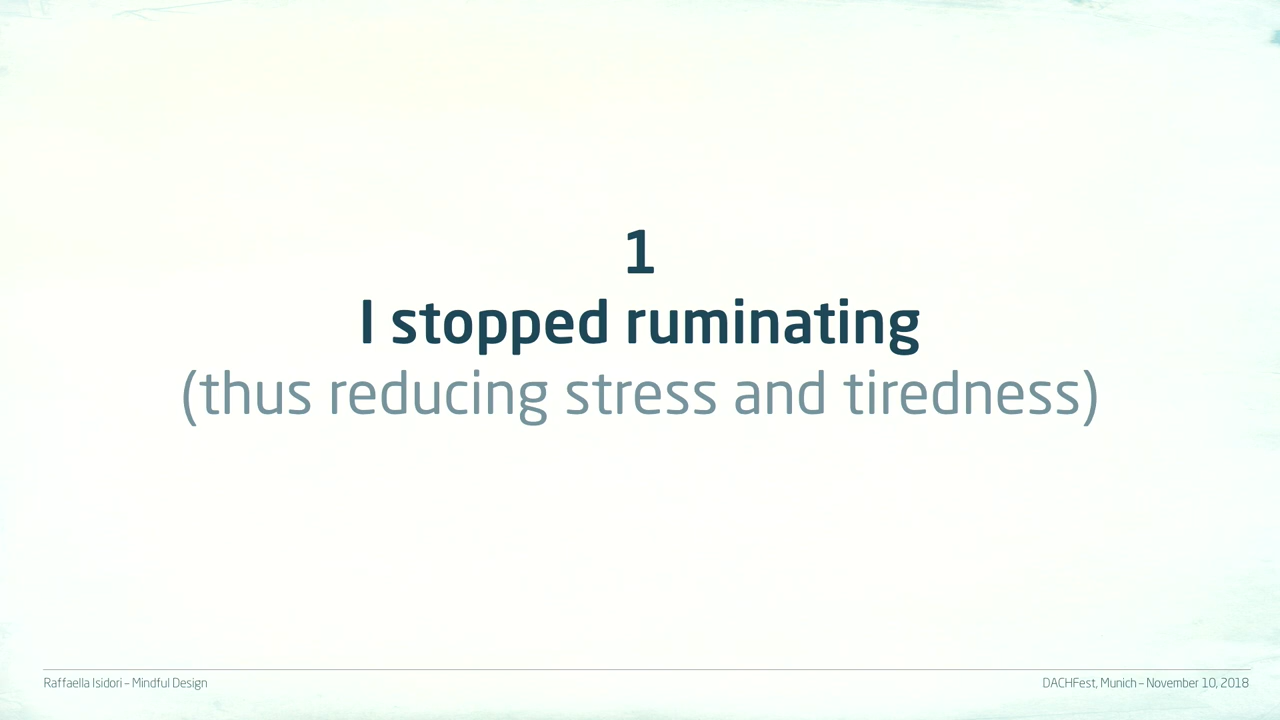 1
I stopped ruminating
(thus reducing stress and tiredness)
Raffaella Isidori – Mindful Design
DACHFest, Munich – November 10, 2018